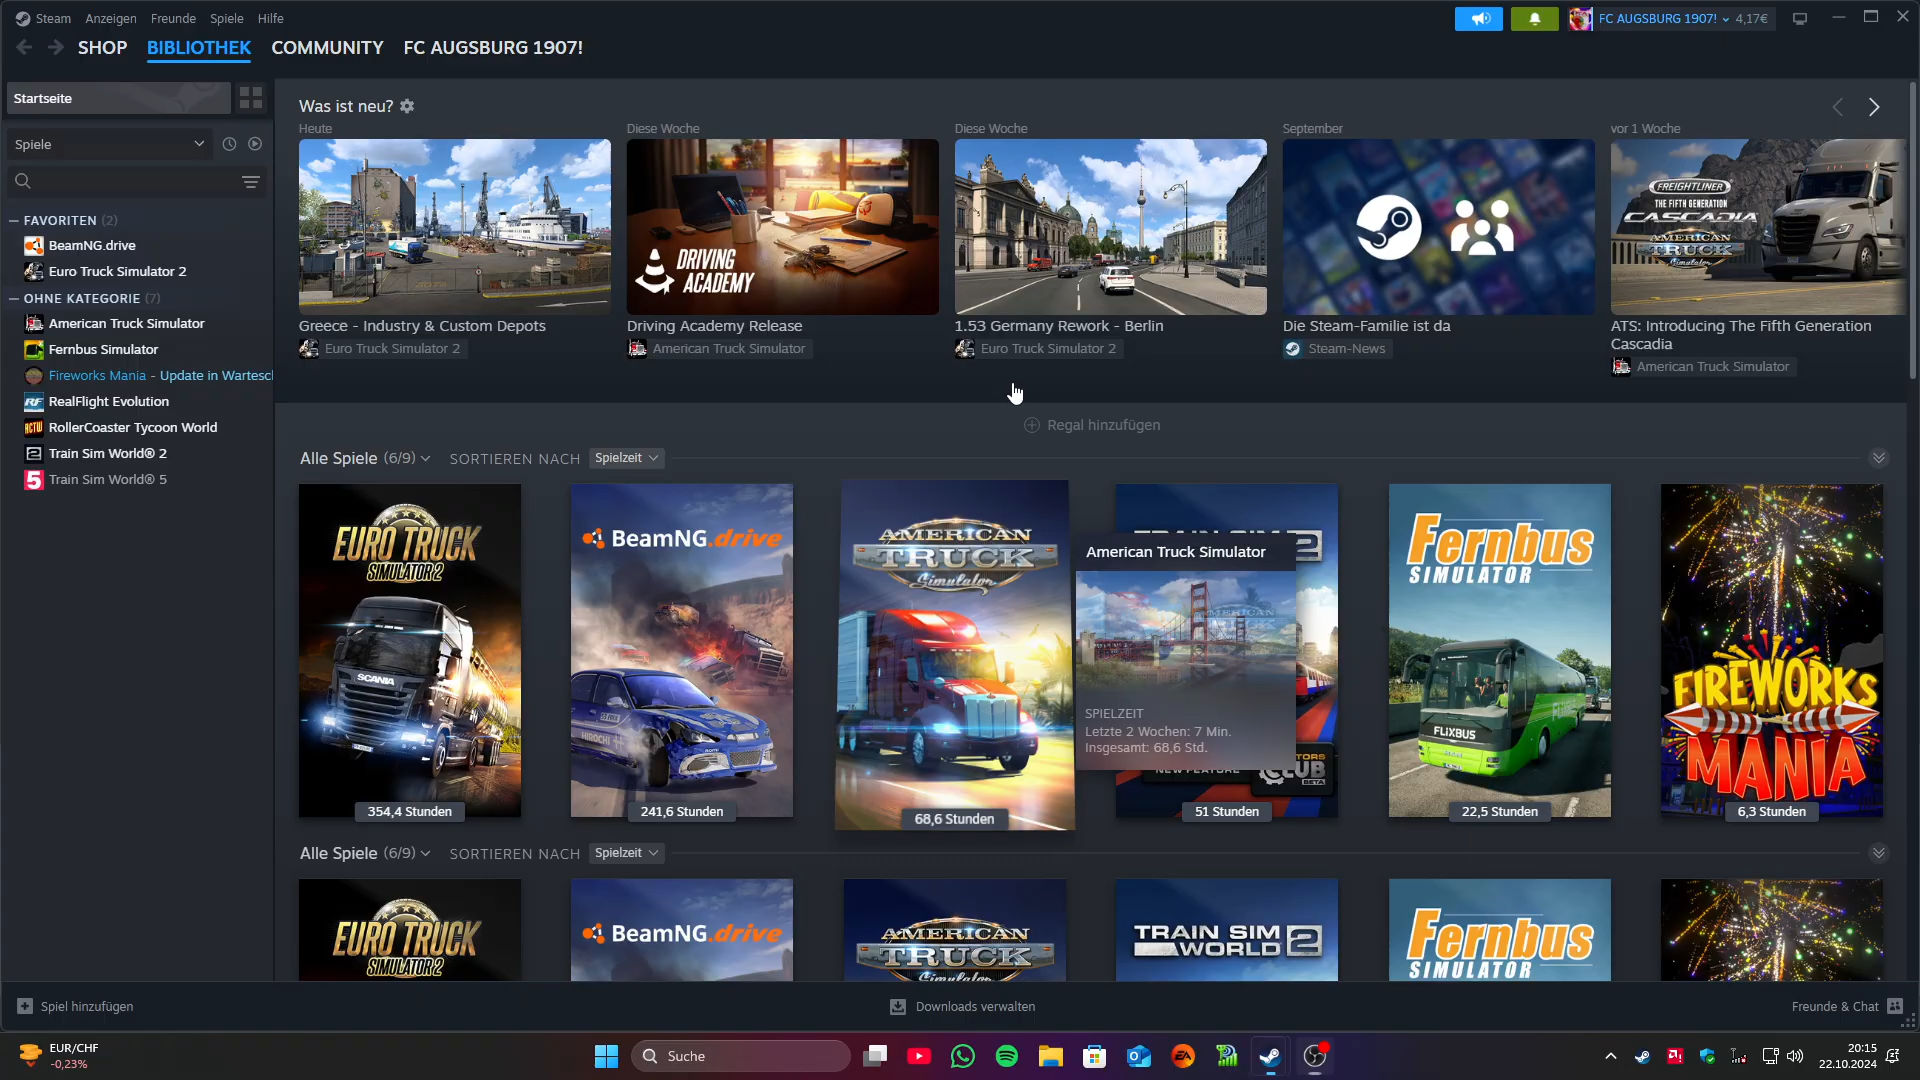 Steam Anzeigen Freunde Spiele Hilfe
FC AUGSBURG 1907! 4,17€
SHOP BIBLIOTHEK COMMUNITY FC AUGSBURG 1907!
Startseite
Spiele
FAVORITEN (2)
BeamNG.drive
Euro Truck Simulator 2
OHNE KATEGORIE (7)
American Truck Simulator
Fernbus Simulator
Fireworks Mania - Update in Wartesch
RealFlight Evolution
RollerCoaster Tycoon World
Train Sim World® 2
Train Sim World® 5
Was ist neu?
Heute
Greece - Industry & Custom Depots
Euro Truck Simulator 2
Diese Woche
DRIVING
ACADEMY
Driving Academy Release
American Truck Simulator
Diese Woche
1.53 Germany Rework - Berlin
Euro Truck Simulator 2
September
Die Steam-Familie ist da
Steam-News
vor 1 Woche
FREIGHTLINER
THE FIFTH GENERATION
CASCADIA
AMERICAN
TRUCK
Simulator
ATS: Introducing The Fifth Generation
Cascadia
American Truck Simulator
Regal hinzufügen
Alle Spiele (6/9) SORTIEREN NACH Spielzeit
EURO TRUCK
SIMULATOR 2
SCANIA
354,4 Stunden
BeamNG.drive
HIROCHI
241,6 Stunden
AMERICAN
TRUCK
Simulator
68,6 Stunden
American Truck Simulator
SPIELZEIT
Letzte 2 Wochen: 7 Min.
Insgesamt: 68,6 Std.
NEW FEATURE
CLUB
BETA
51 Stunden
Fernbus
SIMULATOR
FLiXBUS
22,5 Stunden
FIREWORKS
MANIA
6,3 Stunden
Alle Spiele (6/9) SORTIEREN NACH Spielzeit
EURO TRUCK
SIMULATOR 2
BeamNG.drive
AMERICAN
TRUCK
Simulator
TRAIN SIM
WORLD 2
Fernbus
SIMULATOR
Spiel hinzufügen
Downloads verwalten
Freunde & Chat
EUR/CHF
-0,23%
Suche
20:15
22.10.2024